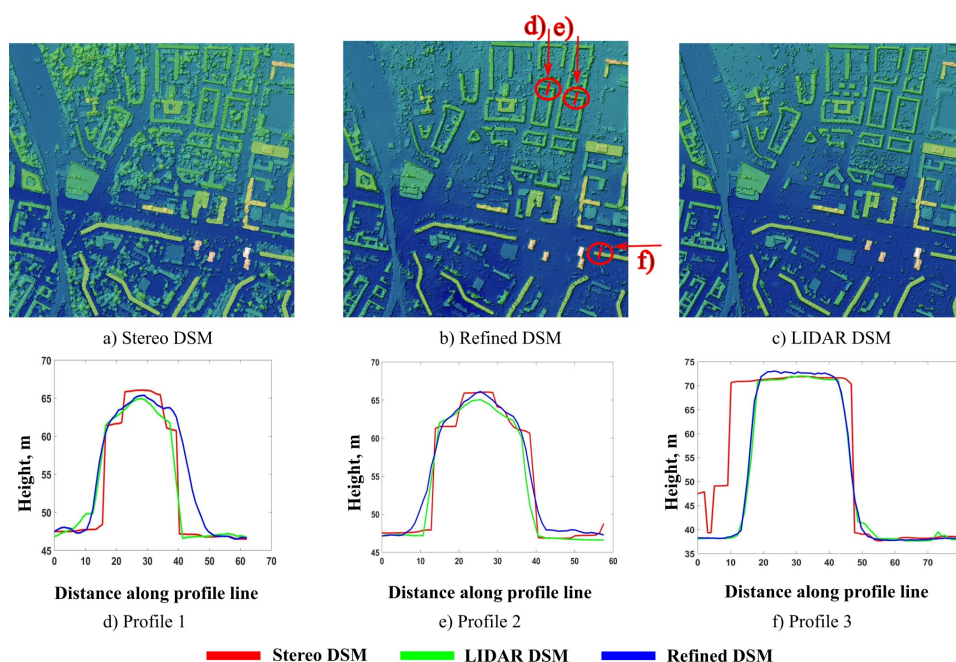 d) e)
f)
a) Stereo DSM
b) Refined DSM
c) LIDAR DSM
Height, m
70
65
60
55
50
45
0 10 20 30 40 50 60 70
Distance along profile line
d) Profile 1
Height, m
70
65
60
55
50
45
0 10 20 30 40 50 60
Distance along profile line
e) Profile 2
Height, m
75
70
65
60
55
50
45
40
35
0 10 20 30 40 50 60 70 80
Distance along profile line
f) Profile 3
Stereo DSM LIDAR DSM Refined DSM